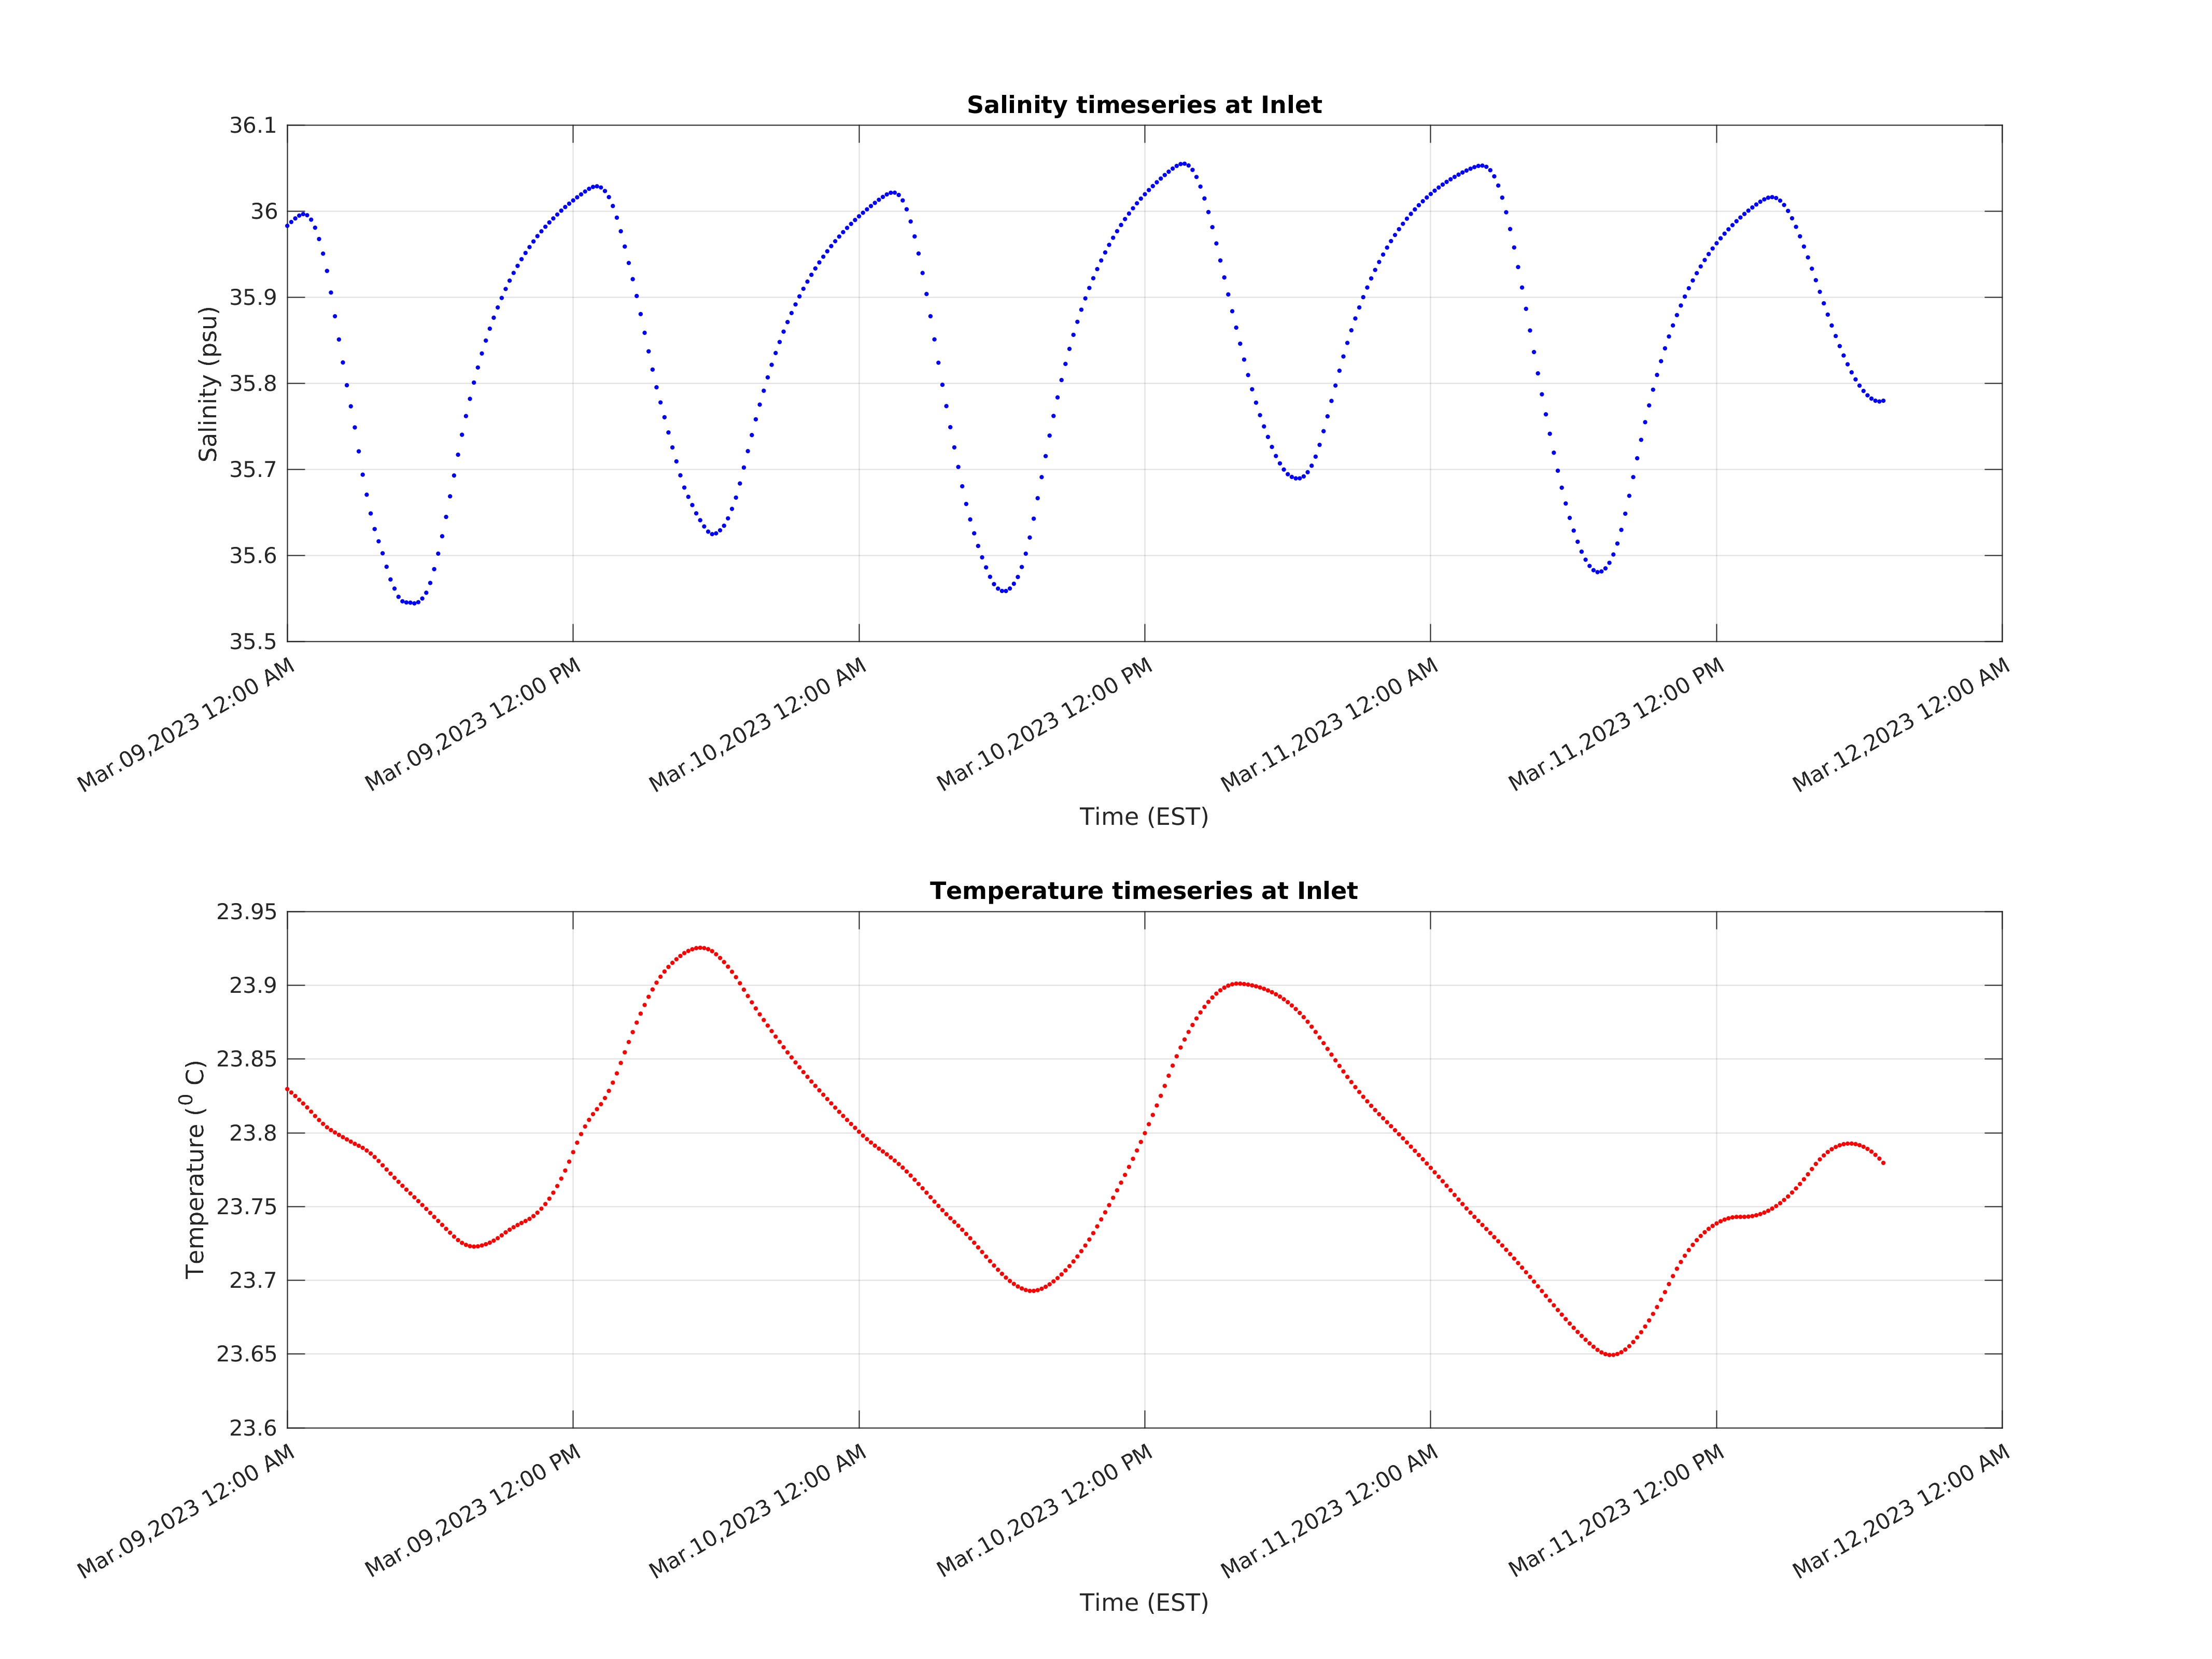 Salinity timeseries at Inlet
36.1
36
35.9
35.8
35.7
35.6
35.5
Salinity (psu)
Mar.09,2023 12:00 AM
Mar.09,2023 12:00 PM
Mar.10,2023 12:00 AM
Mar.10,2023 12:00 PM
Mar.11,2023 12:00 AM
Mar.11,2023 12:00 PM
Mar.12,2023 12:00 AM
Time (EST)
Temperature timeseries at Inlet
23.95
23.9
23.85
23.8
23.75
23.7
23.65
23.6
Temperature (⁰ C)
Mar.09,2023 12:00 AM
Mar.09,2023 12:00 PM
Mar.10,2023 12:00 AM
Mar.10,2023 12:00 PM
Mar.11,2023 12:00 AM
Mar.11,2023 12:00 PM
Mar.12,2023 12:00 AM
Time (EST)